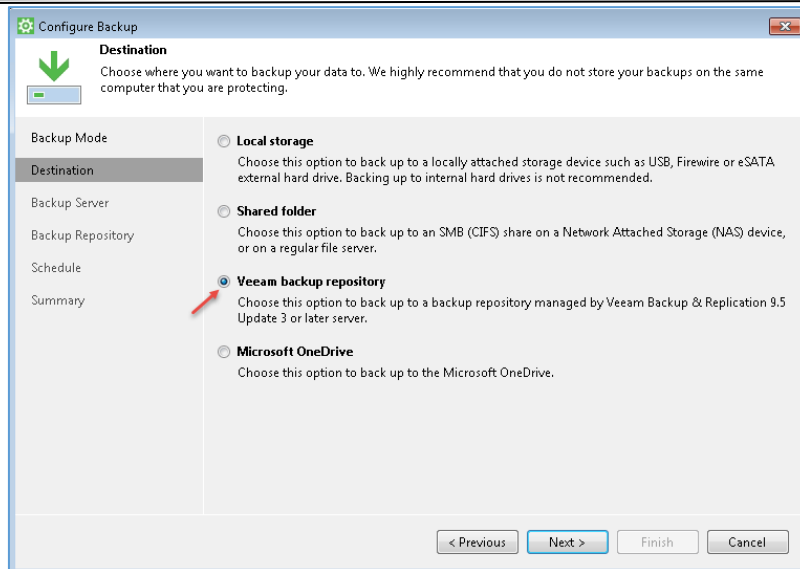 Configure Backup
Destination
Choose where you want to backup your data to. We highly recommend that you do not store your backups on the same
computer that you are protecting.
Backup Mode
Destination
Backup Server
Backup Repository
Schedule
Summary
Local storage
Choose this option to back up to a locally attached storage device such as USB, Firewire or eSATA
external hard drive. Backing up to internal hard drives is not recommended.
Shared folder
Choose this option to back up to an SMB (CIFS) share on a Network Attached Storage (NAS) device,
or on a regular file server.
Veeam backup repository
Choose this option to back up to a backup repository managed by Veeam Backup & Replication 9.5
Update 3 or later server.
Microsoft OneDrive
Choose this option to back up to the Microsoft OneDrive.
< Previous
Next >
Finish
Cancel